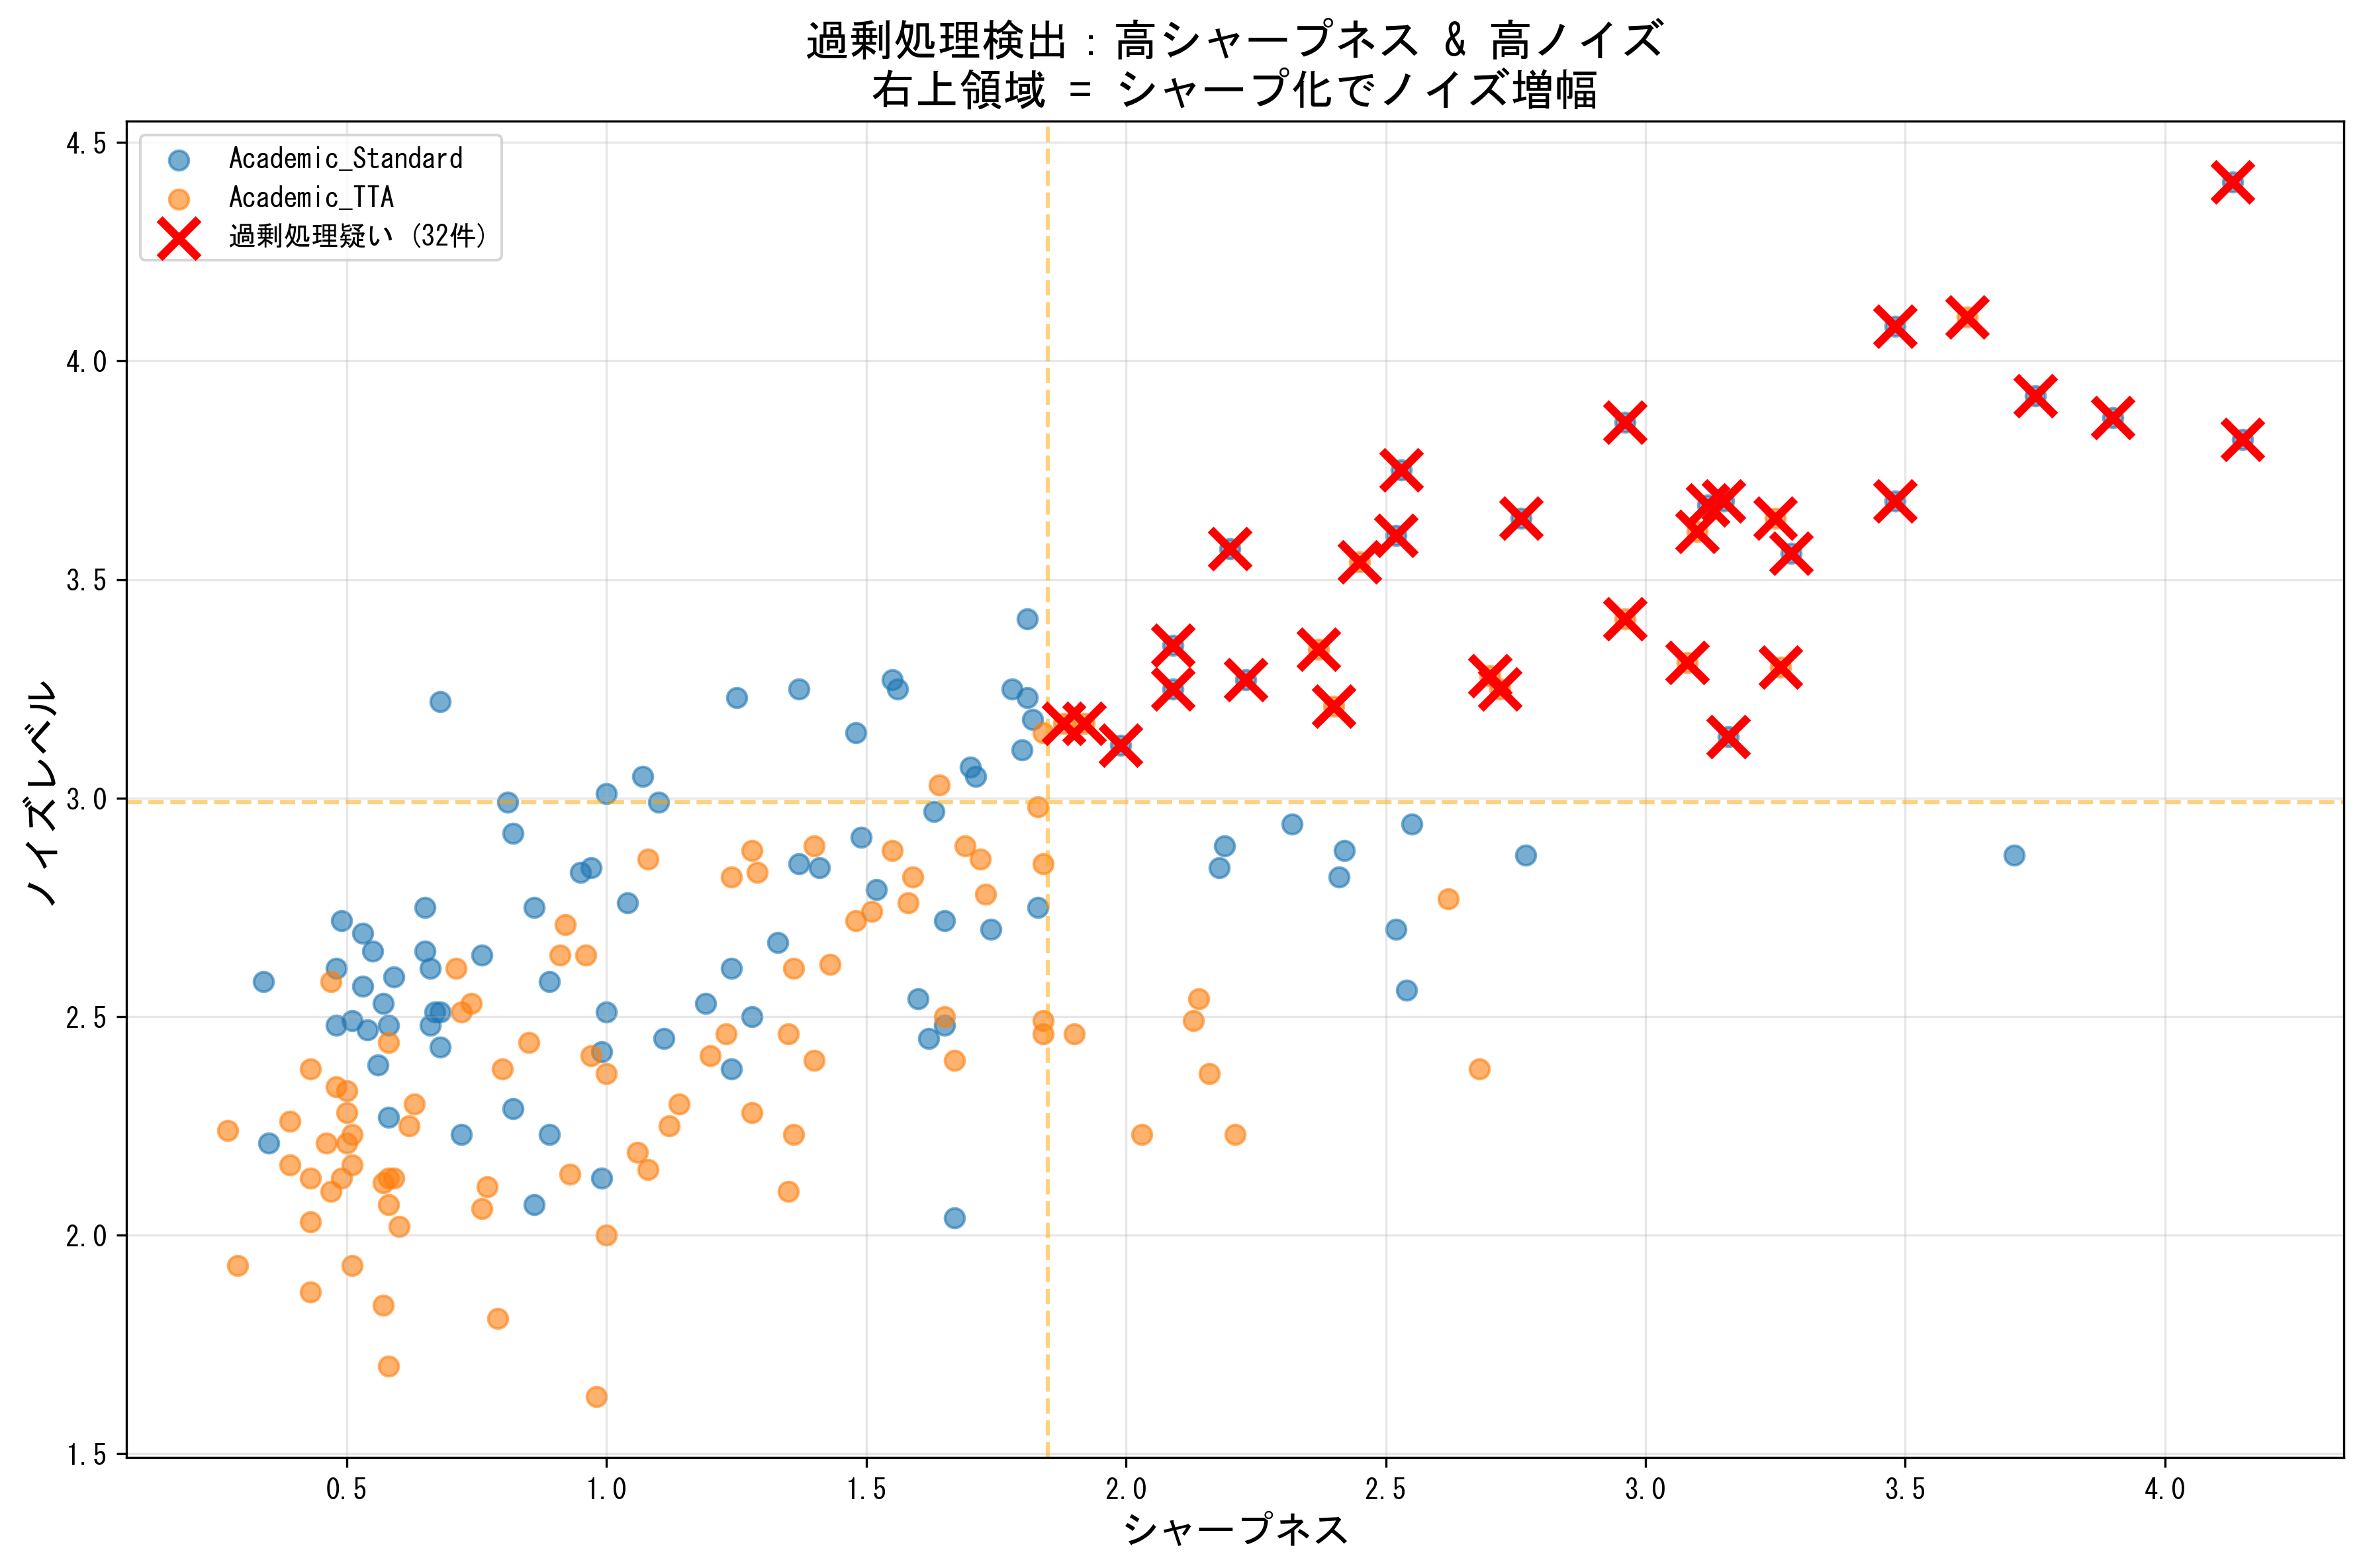 過剰処理検出：高シャープネス & 高ノイズ
右上領域 = シャープ化でノイズ増幅
Academic_Standard
Academic_TTA
過剰処理疑い (32件)
ノイズレベル
4.5
4.0
3.5
3.0
2.5
2.0
1.5
0.5 1.0 1.5 2.0 2.5 3.0 3.5 4.0
シャープネス